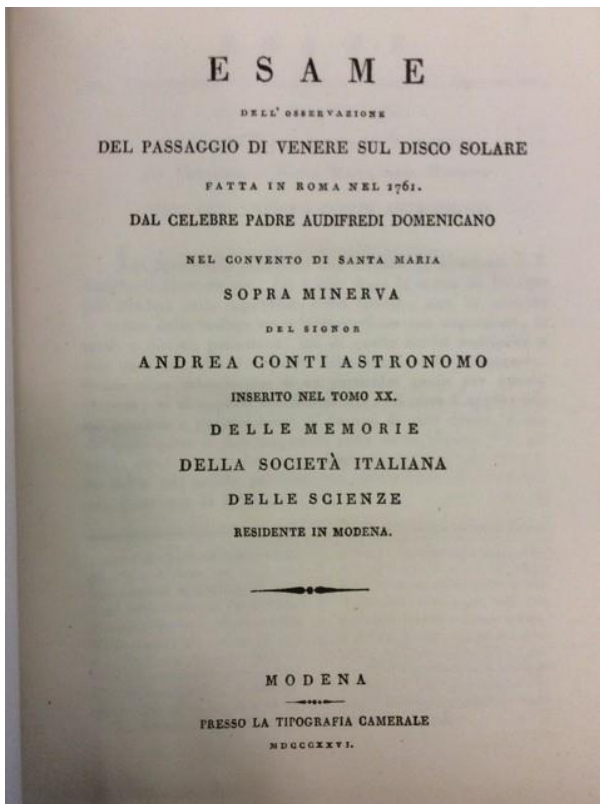 ESAME
DELL' OSSERVAZIONE
DEL PASSAGGIO DI VENERE SUL DISCO SOLARE
FATTA IN ROMA NEL 1761.
DAL CELEBRE PADRE AUDIFREDI DOMENICANO
NEL CONVENTO DI SANTA MARIA
SOPRA MINERVA
DEL SIGNOR
ANDREA CONTI ASTRONOMO
INSERITO NEL TOMO XX.
DELLE MEMORIE
DELLA SOCIETÀ ITALIANA
DELLE SCIENZE
RESIDENTE IN MODENA.
MODENA
PRESSO LA TIPOGRAFIA CAMERALE
MDCCCXXVI.